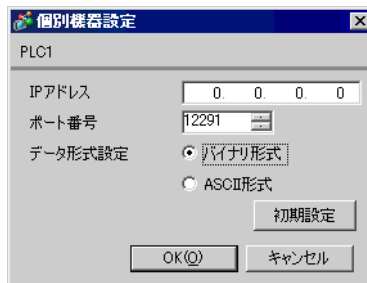 個別機器設定
PLC1
IPアドレス 0. 0. 0. 0
ポート番号 12291
データ形式設定 バイナリ形式
ASCII形式
初期設定
OK(O) キャンセル